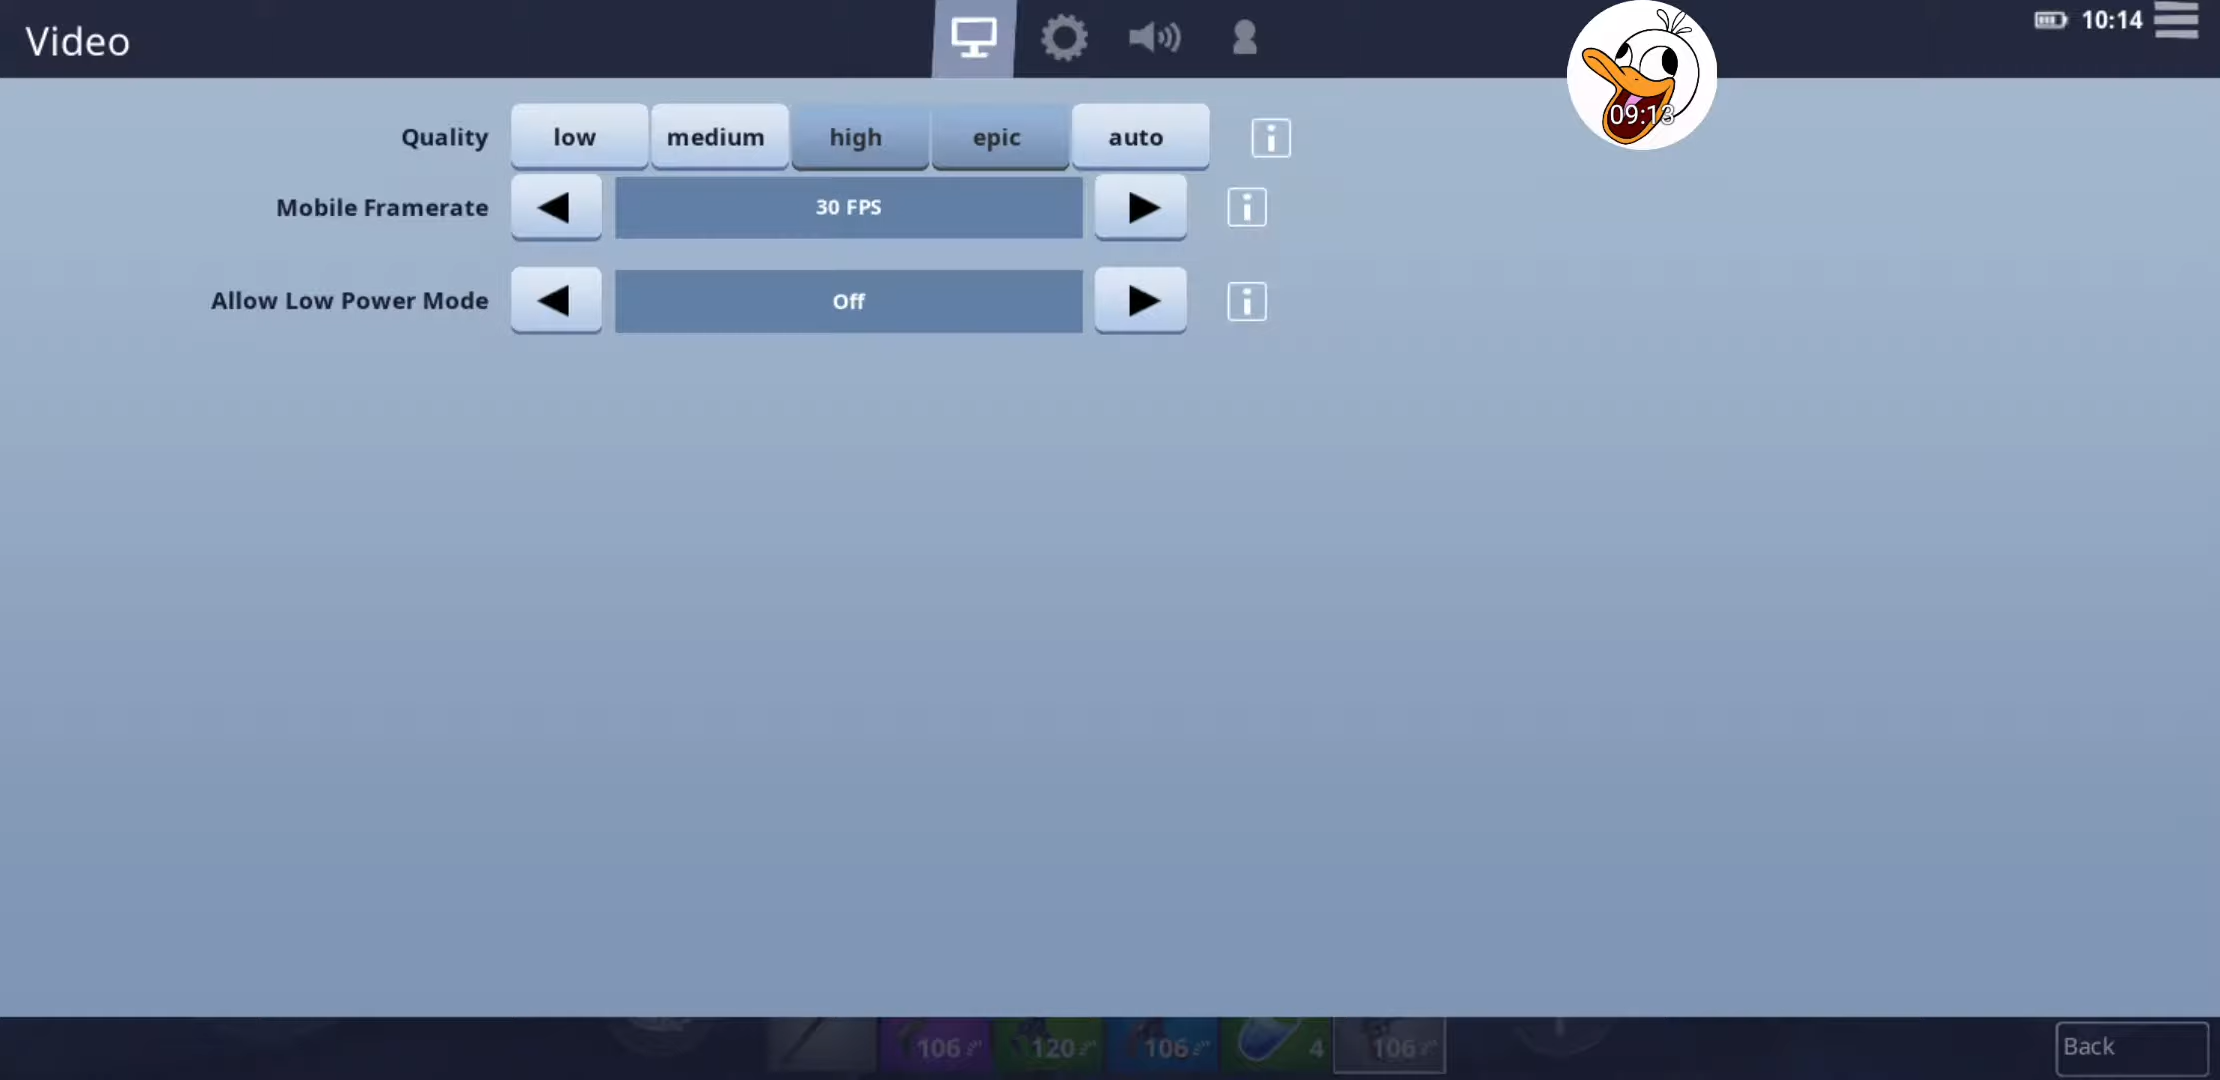 Video
10:14
09:13
Quality low medium high epic auto
Mobile Framerate 30 FPS
Allow Low Power Mode Off
106 120 106 4 106
Back